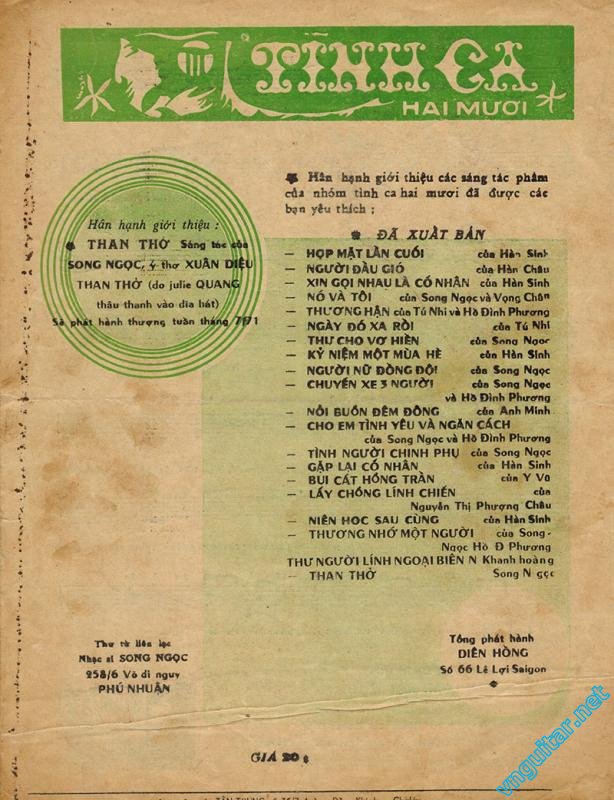 TÌNH CA
HAI MƯƠI
Hân hạnh giới thiệu các sáng tác phẩm
của nhóm tình ca hai mươi đã được các
bạn yêu thích ;
Hân hạnh giới thiệu :
THAN THỞ Sáng tác của
SONG NGỌC, ý thơ XUÂN DIỆU
THAN THỞ (do julie QUANG
thâu thanh vào dĩa hát)
Sẽ phát hành thượng tuần tháng 7/71
ĐÃ XUẤT BẢN
— HỌP MẶT LẦN CUỐI của Hàn Sinh
— NGƯỜI ĐẦU GIÓ của Hàn Châu
— XIN GỌI NHAU LÀ CỐ NHÂN của Hàn Sinh
— NÓ VÀ TÔI của Song Ngọc và Vọng Châu
— THƯƠNG HẬN của Tú Nhi và Hồ Đình Phương
— NGÀY ĐÓ XA RỒI của Tú Nhi
— THƯ CHO VỢ HIỀN của Song Ngọc
— KỶ NIỆM MỘT MÙA HÈ của Hàn Sinh
— NGƯỜI NỮ ĐỒNG ĐỘI của Song Ngọc
— CHUYẾN XE 3 NGƯỜI của Song Ngọc
và Hồ Đình Phương
— NỖI BUỒN ĐÊM ĐÔNG của Anh Minh
— CHO EM TÌNH YÊU VÀ NGĂN CÁCH
của Song Ngọc và Hồ Đình Phương
— TÌNH NGƯỜI CHINH PHỤ của Song Ngọc
— GẶP LẠI CỐ NHÂN của Hàn Sinh
— BỤI CÁT HỒNG TRẦN của Y Vũ
— LẤY CHỒNG LÍNH CHIẾN của
Nguyễn Thị Phượng Châu
— NIÊN HỌC SAU CÙNG của Hàn Sinh
— THƯƠNG NHỚ MỘT NGƯỜI của Song-
Ngọc Hồ Đ Phương
THƯ NGƯỜI LÍNH NGOẠI BIÊN N Khanh hoàng
— THAN THỞ Song Ngọc
Thư từ liên lạc
Nhạc sĩ SONG NGỌC
258/6 Võ di nguy
PHÚ NHUẬN
Tổng phát hành
DIÊN HỒNG
Số 66 Lê Lợi Saigon
GIÁ 20 $
vnguitar.net